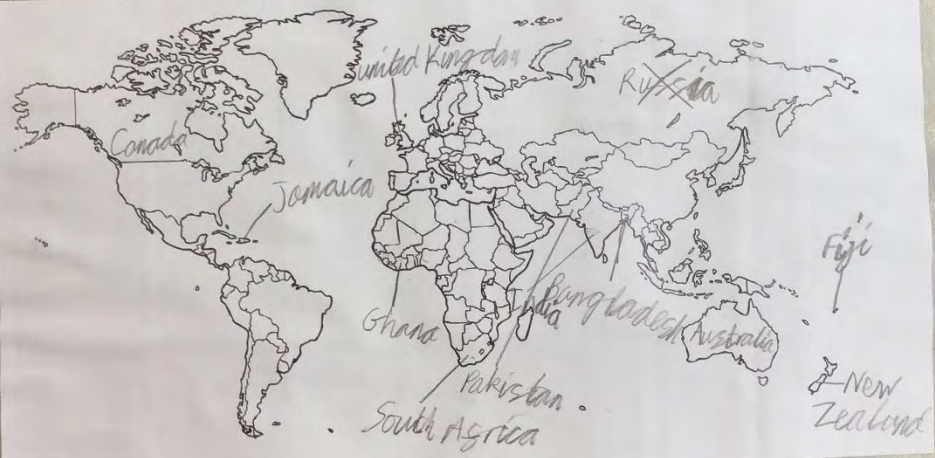 United Kingdom
Russia
Canada
Jamaica
Fiji
India
Bangladesh
Ghana
Australia
Pakistan
New
Zealand
South Africa